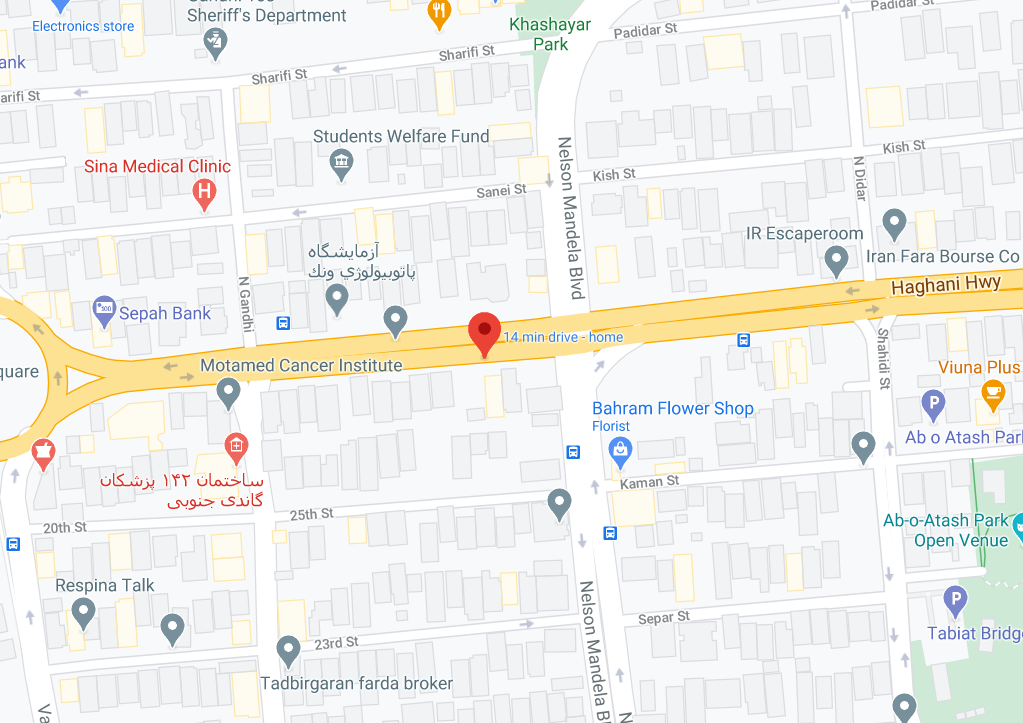 Sheriff's Department
Electronics store
Khashayar
Park
Padidar St
Padidar St
ank
Sharifi St
Sharifi St
arifi St
Students Welfare Fund
Sina Medical Clinic
Nelson Mandela Blvd
Kish St
Kish St
N Didar
Sanei St
IR Escaperoom
آزمایشگاه
پاتوبیولوژي ونك
Iran Fara Bourse Co
Haghani Hwy
N Gandhi
Sepah Bank
14 min drive - home
Shahidi St
quare
Motamed Cancer Institute
Viuna Plus
Bahram Flower Shop
Florist
Ab o Atash Park
ساختمان ۱۴۲ پزشکان
گاندی جنوبی
Kaman St
25th St
20th St
Ab-o-Atash Park
Open Venue
Respina Talk
Nelson Mandela B
Separ St
23rd St
Tabiat Bridge
Tadbirgaran farda broker
Va
N
P
P
H